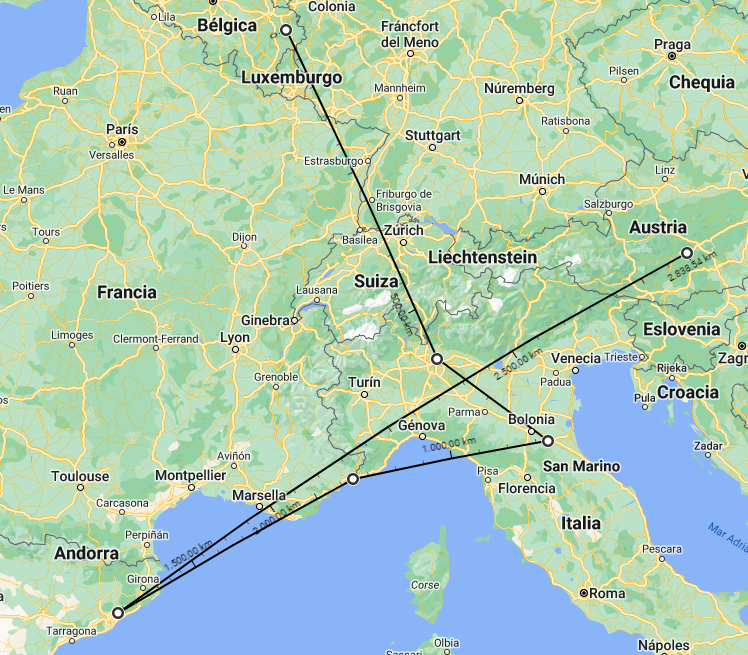 Lila
Bélgica
Colonia
Fráncfort
del Meno
Praga
Pilsen
Chequia
Luxemburgo
Mannheim
Núremberg
Ruan
París
Versalles
Ratisbona
Stuttgart
Estrasburgo
Le Mans
Múnich
Linz
Friburgo de
Brisgovia
Salzburgo
Tours
Dijon
Basilea
Zúrich
Austria
Liechtenstein
2.838,54 km
Poitiers
Francia
Suiza
Lausana
500,00 km
Ginebra
Limoges
Clermont-Ferrand
Lyon
Eslovenia
Zagr
2.500,00 km
Venecia
Trieste
Rijeka
Grenoble
Turín
Padua
Pula
Croacia
Parma
Génova
Bolonia
1.000,00 km
Zadar
Aviñón
Toulouse
Montpellier
Pisa
San Marino
Florencia
Marsella
Carcasona
2.000,00 km
Italia
Mar Adri
Perpiñán
1.500,00 km
Andorra
Pescara
Girona
Corse
Roma
Tarragona
Olbia
Nápoles
Sassari